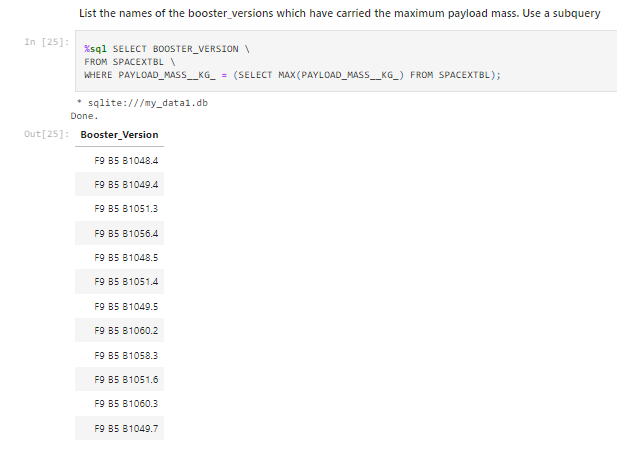 List the names of the booster_versions which have carried the maximum payload mass. Use a subquery
In [25]:
%sql SELECT BOOSTER_VERSION \
FROM SPACEXTBL \
WHERE PAYLOAD_MASS__KG_ = (SELECT MAX(PAYLOAD_MASS__KG_) FROM SPACEXTBL);
* sqlite:///my_data1.db
Done.
Out[25]: Booster_Version
F9 B5 B1048.4
F9 B5 B1049.4
F9 B5 B1051.3
F9 B5 B1056.4
F9 B5 B1048.5
F9 B5 B1051.4
F9 B5 B1049.5
F9 B5 B1060.2
F9 B5 B1058.3
F9 B5 B1051.6
F9 B5 B1060.3
F9 B5 B1049.7